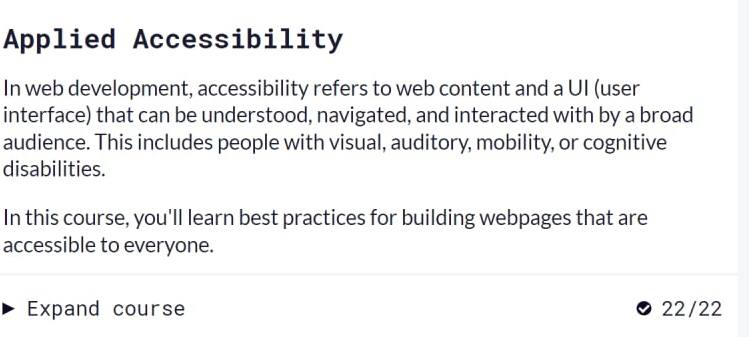 Applied Accessibility
In web development, accessibility refers to web content and a UI (user
interface) that can be understood, navigated, and interacted with by a broad
audience. This includes people with visual, auditory, mobility, or cognitive
disabilities.
In this course, you'll learn best practices for building webpages that are
accessible to everyone.
Expand course 22/22